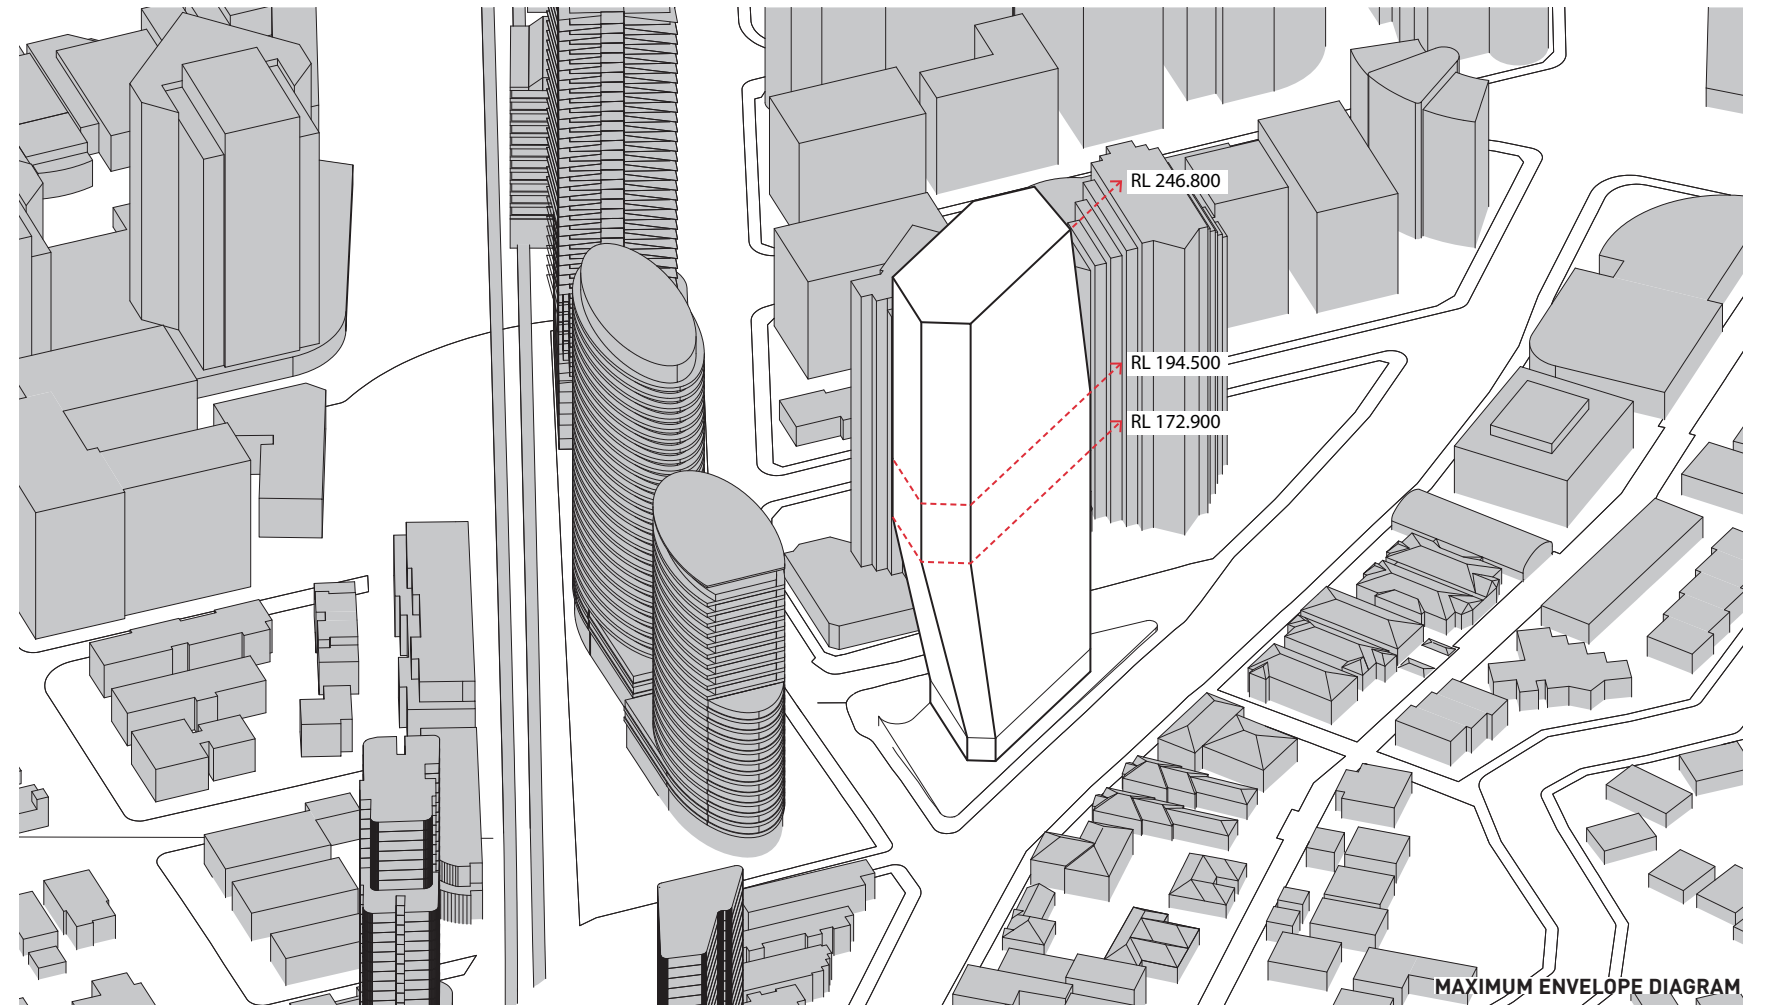 RL 246.800
RL 194.500
RL 172.900
MAXIMUM ENVELOPE DIAGRAM